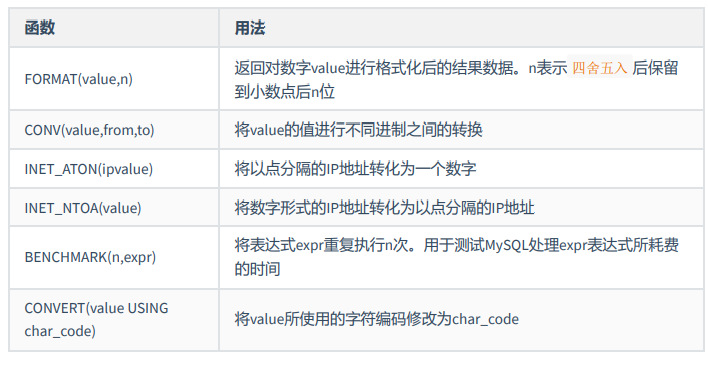 函数 用法
FORMAT(value,n) 返回对数字value进行格式化后的结果数据。n表示 四舍五入 后保留
到小数点后n位
CONV(value,from,to) 将value的值进行不同进制之间的转换
INET_ATON(ipvalue) 将以点分隔的IP地址转化为一个数字
INET_NTOA(value) 将数字形式的IP地址转化为以点分隔的IP地址
BENCHMARK(n,expr) 将表达式expr重复执行n次。用于测试MySQL处理expr表达式所耗费
的时间
CONVERT(value USING
char_code) 将value所使用的字符编码修改为char_code